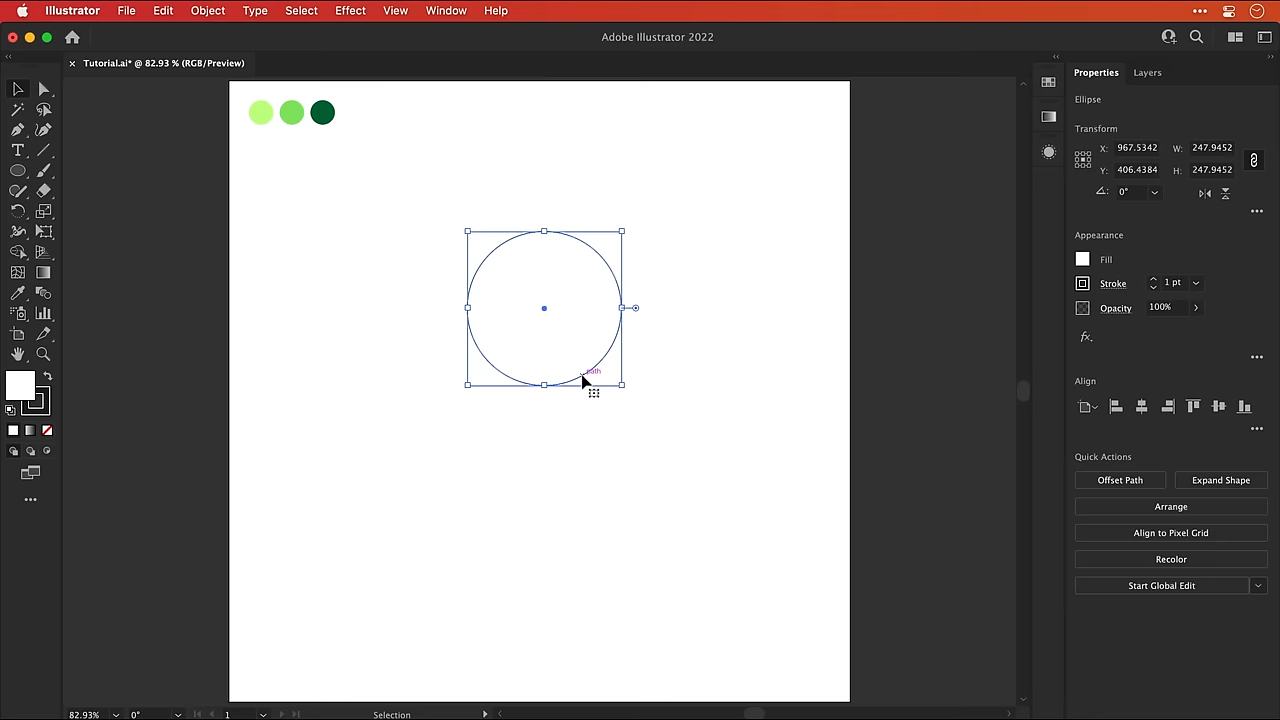 Illustrator File Edit Object Type Select Effect View Window Help
Adobe Illustrator 2022
Tutorial.ai* @ 82.93 % (RGB/Preview)
Properties Layers
Ellipse
Transform
X: 967.5342 W: 247.9452
Y: 406.4384 H: 247.9452
0°
Appearance
Fill
Stroke 1 pt
Opacity 100%
fx.
Align
Quick Actions
Offset Path Expand Shape
Arrange
Align to Pixel Grid
Recolor
Start Global Edit
path
82.93% 0° 1 Selection